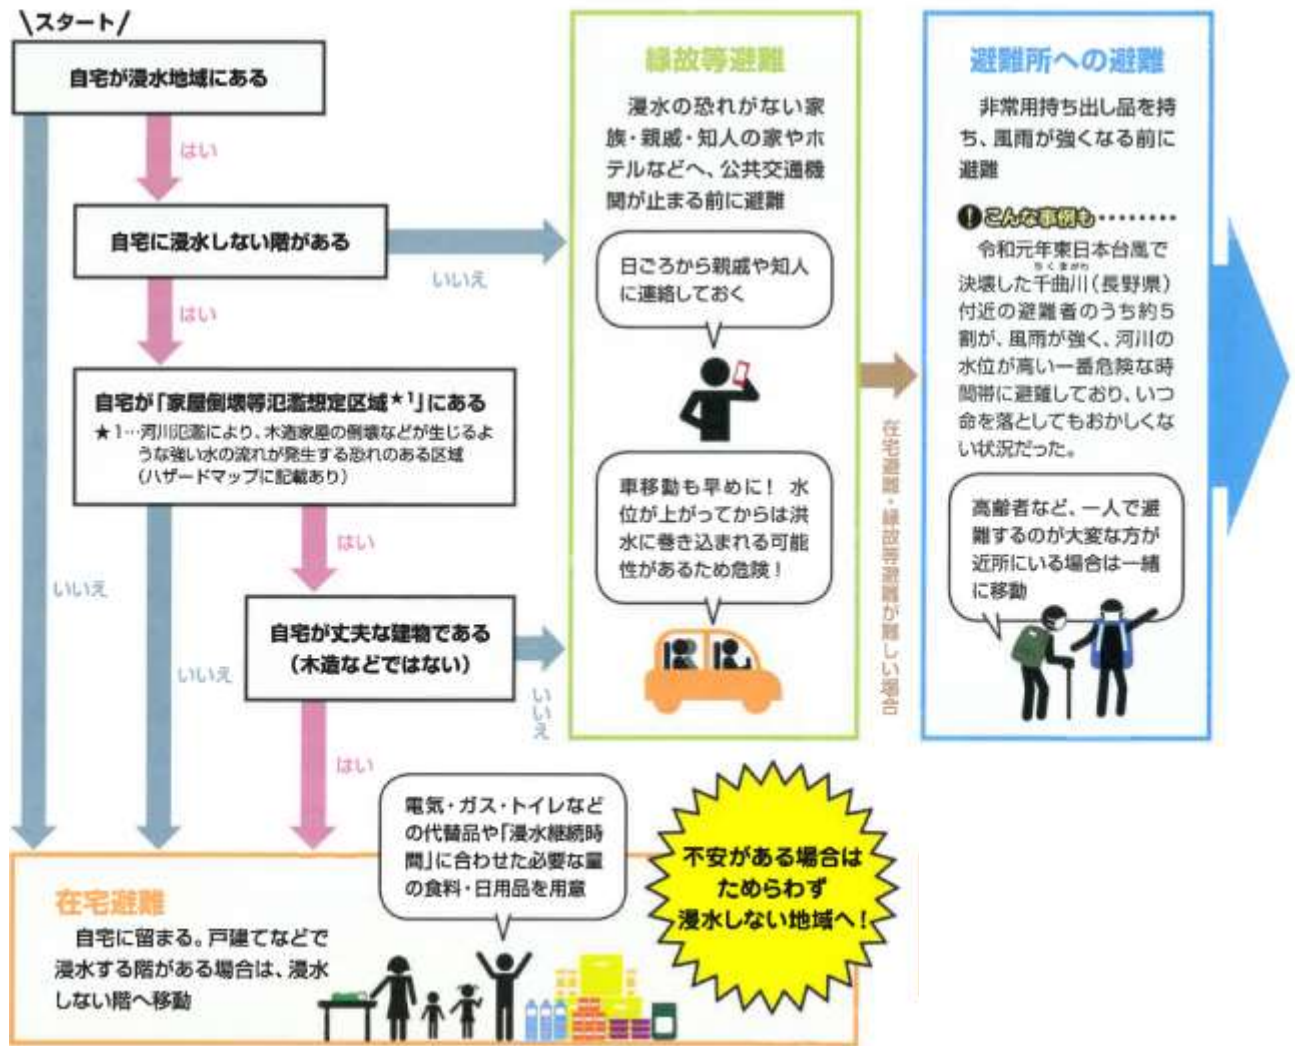 \スタート/
自宅が浸水地域にある
はい
いいえ
自宅に浸水しない階がある
いいえ
はい
自宅が「家屋倒壊等氾濫想定区域★1」にある
★1…河川氾濫により、木造家屋の倒壊などが生じるよ
うな強い水の流れが発生する恐れのある区域
(ハザードマップに記載あり)
はい
いいえ
自宅が丈夫な建物である
(木造などではない)
いいえ
はい
縁故等避難
浸水の恐れがない家
族・親戚・知人の家やホ
テルなどへ、公共交通機
関が止まる前に避難
日ごろから親戚や知人
に連絡しておく
車移動も早めに! 水
位が上がってからは洪
水に巻き込まれる可能
性があるため危険!
在宅避難・縁故等避難が難しい場合
避難所への避難
非常用持ち出し品を持
ち、風雨が強くなる前に
避難
!こんな事例も………
令和元年東日本台風で
ちくまがわ
決壊した千曲川(長野県)
付近の避難者のうち約5
割が、風雨が強く、河川の
水位が高い一番危険な時
間帯に避難しており、いつ
命を落としてもおかしくな
い状況だった。
高齢者など、一人で避
難するのが大変な方が
近所にいる場合は一緒
に移動
在宅避難
自宅に留まる。戸建てなどで
浸水する階がある場合は、浸水
しない階へ移動
電気・ガス・トイレなど
の代替品や「浸水継続時
間」に合わせた必要な量
の食料・日用品を用意
不安がある場合は
ためらわず
浸水しない地域へ!